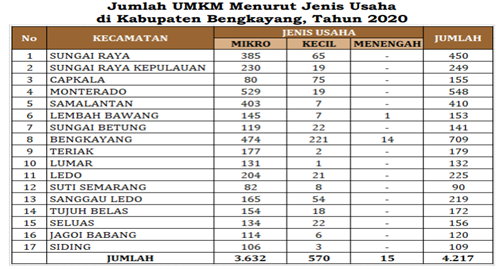 Jumlah UMKM Menurut Jenis Usaha
di Kabupaten Bengkayang, Tahun 2020
No KECAMATAN JENIS USAHA JUMLAH
MIKRO KECIL MENENGAH
1 SUNGAI RAYA 385 65 - 450
2 SUNGAI RAYA KEPULAUAN 230 19 - 249
3 CAPKALA 80 75 - 155
4 MONTERADO 529 19 - 548
5 SAMALANTAN 403 7 - 410
6 LEMBAH BAWANG 145 7 1 153
7 SUNGAI BETUNG 119 22 - 141
8 BENGKAYANG 474 221 14 709
9 TERIAK 177 2 - 179
10 LUMAR 131 1 - 132
11 LEDO 204 21 - 225
12 SUTI SEMARANG 82 8 - 90
13 SANGGAU LEDO 165 54 - 219
14 TUJUH BELAS 154 18 - 172
15 SELUAS 134 22 - 156
16 JAGOI BABANG 114 6 - 120
17 SIDING 106 3 - 109
JUMLAH 3.632 570 15 4.217